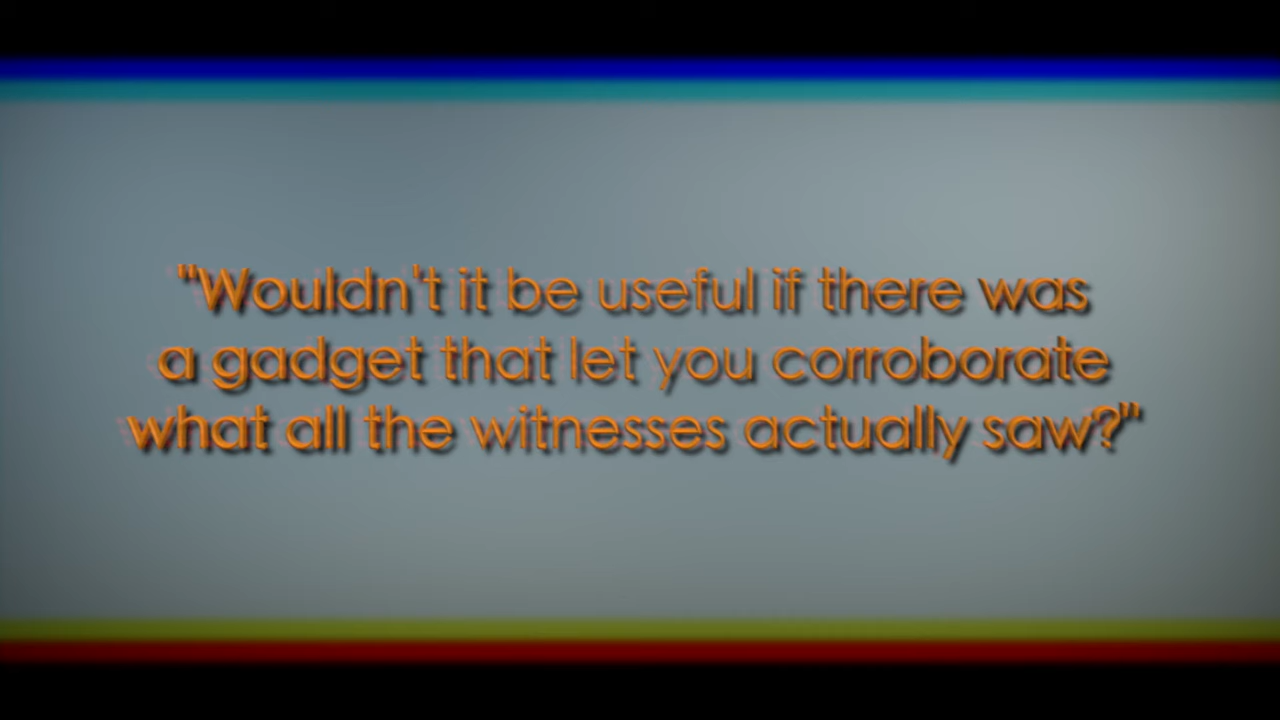 "Wouldn't it be useful if there was
a gadget that let you corroborate
what all the witnesses actually saw?"